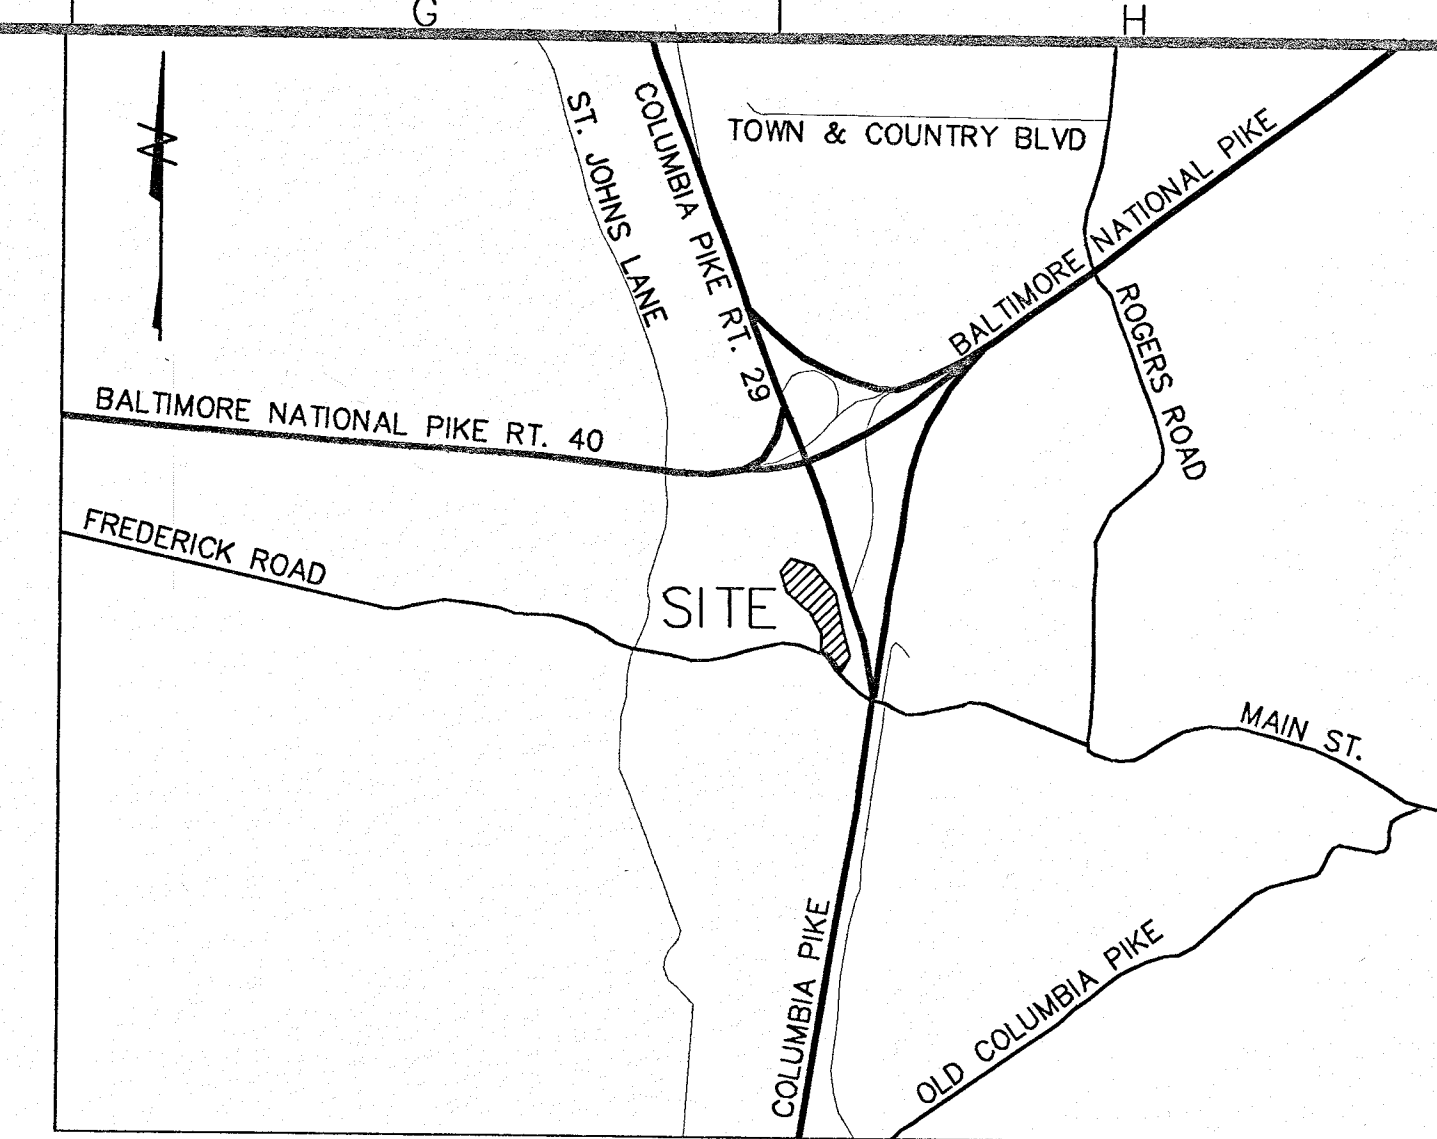 G
H
N
ST. JOHNS LANE
COLUMBIA PIKE RT. 29
TOWN & COUNTRY BLVD
BALTIMORE NATIONAL PIKE
ROGERS ROAD
BALTIMORE NATIONAL PIKE RT. 40
FREDERICK ROAD
SITE
MAIN ST.
COLUMBIA PIKE
OLD COLUMBIA PIKE